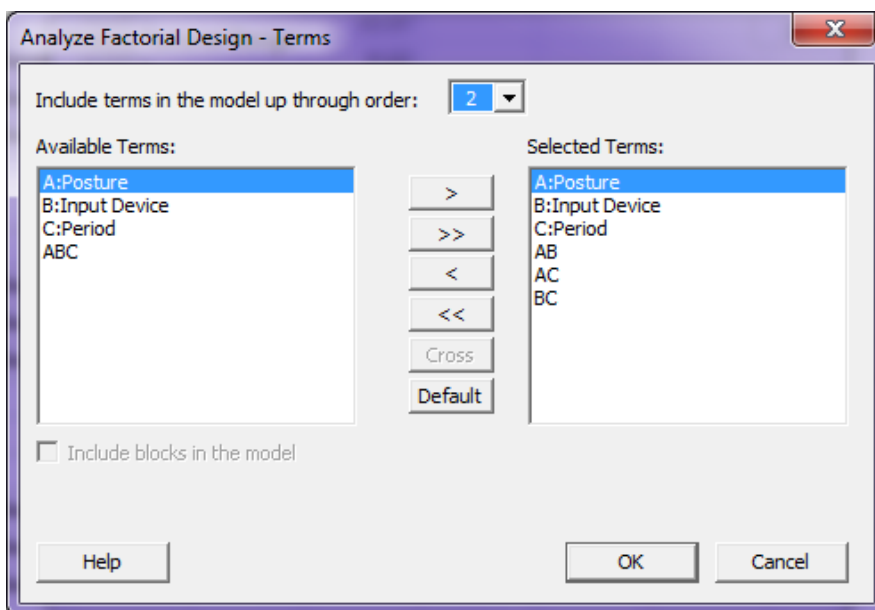 Analyze Factorial Design - Terms
X
Include terms in the model up through order:
2
Available Terms:
A:Posture
B:Input Device
C:Period
ABC
>
>>
<
<<
Cross
Default
Selected Terms:
A:Posture
B:Input Device
C:Period
AB
AC
BC
Include blocks in the model
Help
OK
Cancel